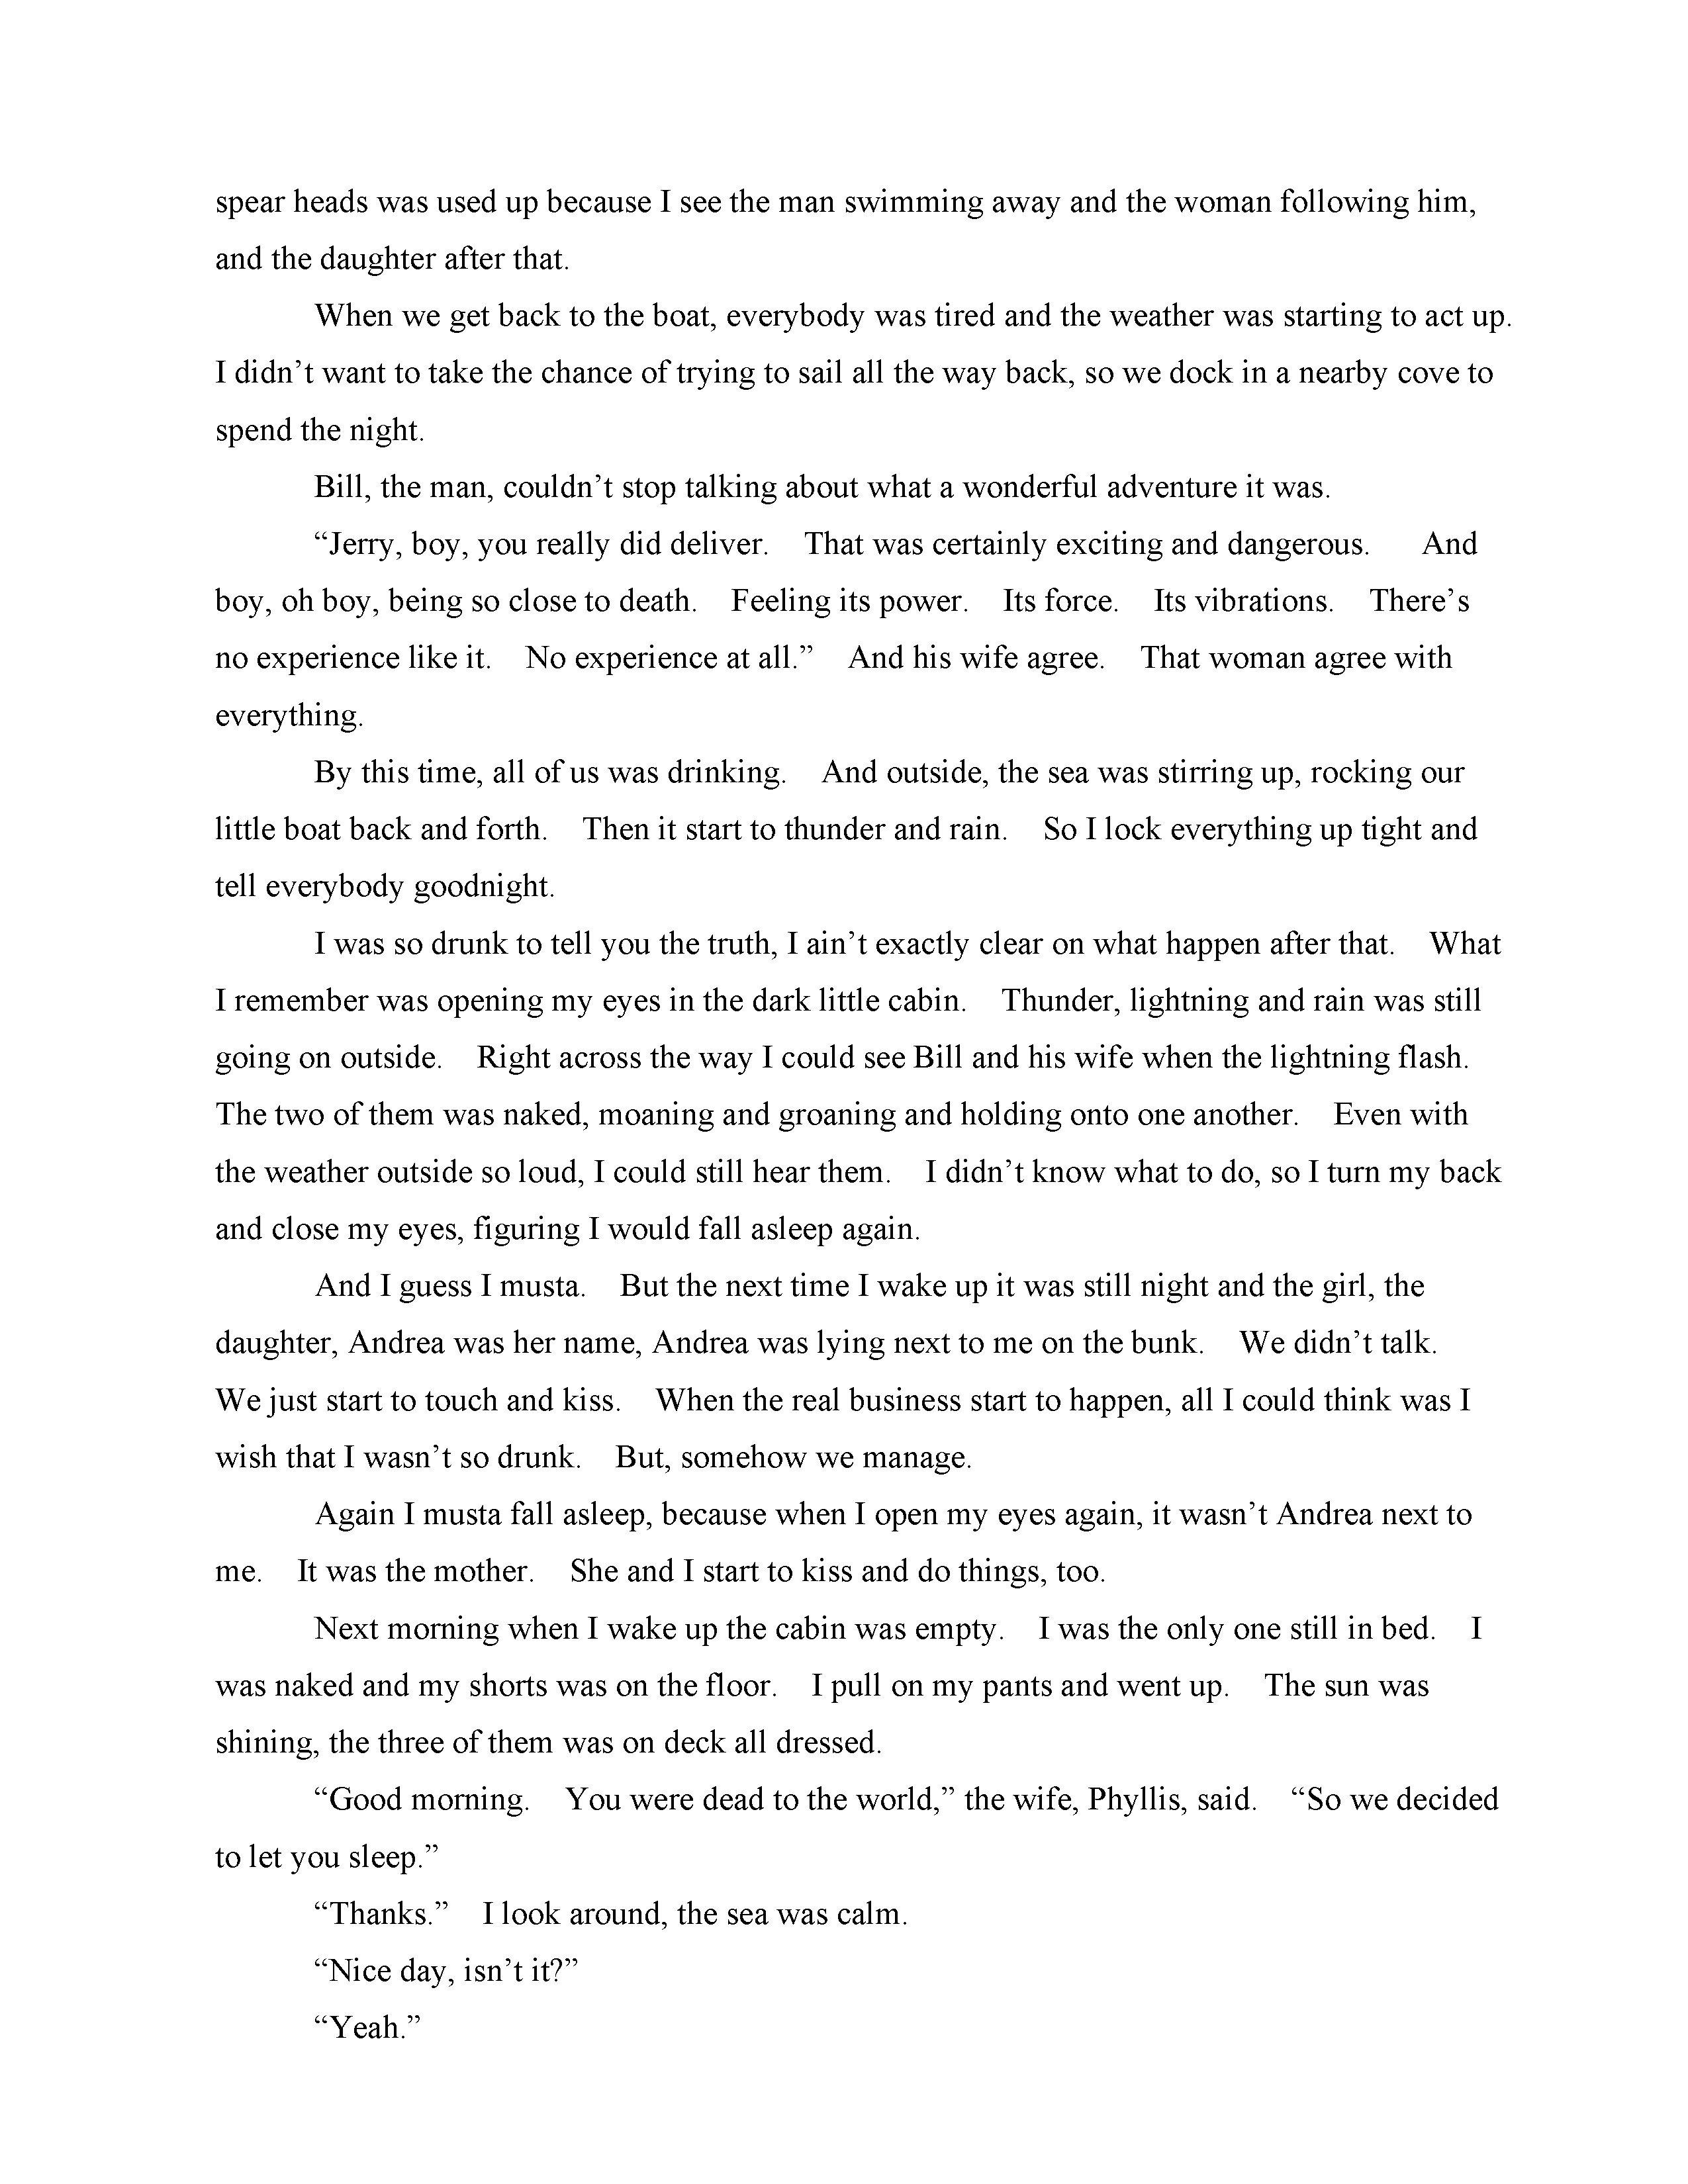 spear heads was used up because I see the man swimming away and the woman following him,
and the daughter after that.
When we get back to the boat, everybody was tired and the weather was starting to act up.
I didn’t want to take the chance of trying to sail all the way back, so we dock in a nearby cove to
spend the night.
Bill, the man, couldn’t stop talking about what a wonderful adventure it was.
“Jerry, boy, you really did deliver. That was certainly exciting and dangerous. And
boy, oh boy, being so close to death. Feeling its power. Its force. Its vibrations. There’s
no experience like it. No experience at all.” And his wife agree. That woman agree with
everything.
By this time, all of us was drinking. And outside, the sea was stirring up, rocking our
little boat back and forth. Then it start to thunder and rain. So I lock everything up tight and
tell everybody goodnight.
I was so drunk to tell you the truth, I ain’t exactly clear on what happen after that. What
I remember was opening my eyes in the dark little cabin. Thunder, lightning and rain was still
going on outside. Right across the way I could see Bill and his wife when the lightning flash.
The two of them was naked, moaning and groaning and holding onto one another. Even with
the weather outside so loud, I could still hear them. I didn’t know what to do, so I turn my back
and close my eyes, figuring I would fall asleep again.
And I guess I musta. But the next time I wake up it was still night and the girl, the
daughter, Andrea was her name, Andrea was lying next to me on the bunk. We didn’t talk.
We just start to touch and kiss. When the real business start to happen, all I could think was I
wish that I wasn’t so drunk. But, somehow we manage.
Again I musta fall asleep, because when I open my eyes again, it wasn’t Andrea next to
me. It was the mother. She and I start to kiss and do things, too.
Next morning when I wake up the cabin was empty. I was the only one still in bed. I
was naked and my shorts was on the floor. I pull on my pants and went up. The sun was
shining, the three of them was on deck all dressed.
“Good morning. You were dead to the world,” the wife, Phyllis, said. “So we decided
to let you sleep.”
“Thanks.” I look around, the sea was calm.
“Nice day, isn’t it?”
“Yeah.”